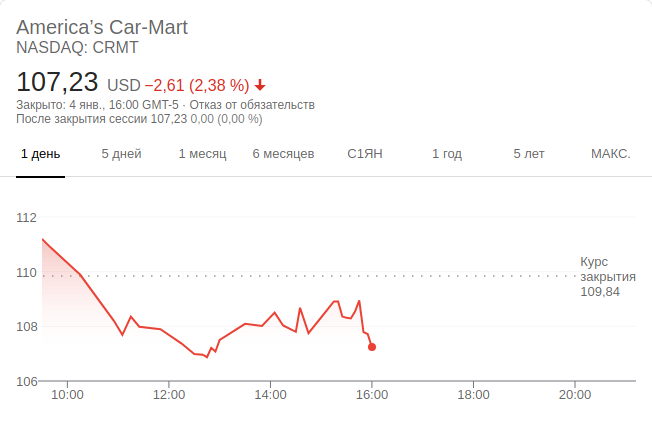 America's Car-Mart
NASDAQ: CRMT
107,23 USD −2,61 (2,38 %)
Закрыто: 4 янв., 16:00 GMT-5 · Отказ от обязательств
После закрытия сессии 107,23 0,00 (0,00 %)
1 день 5 дней 1 месяц 6 месяцев С1ЯН 1 год 5 лет МАКС.
112
110
108
106
Курс
закрытия
109,84
10:00 12:00 14:00 16:00 18:00 20:00